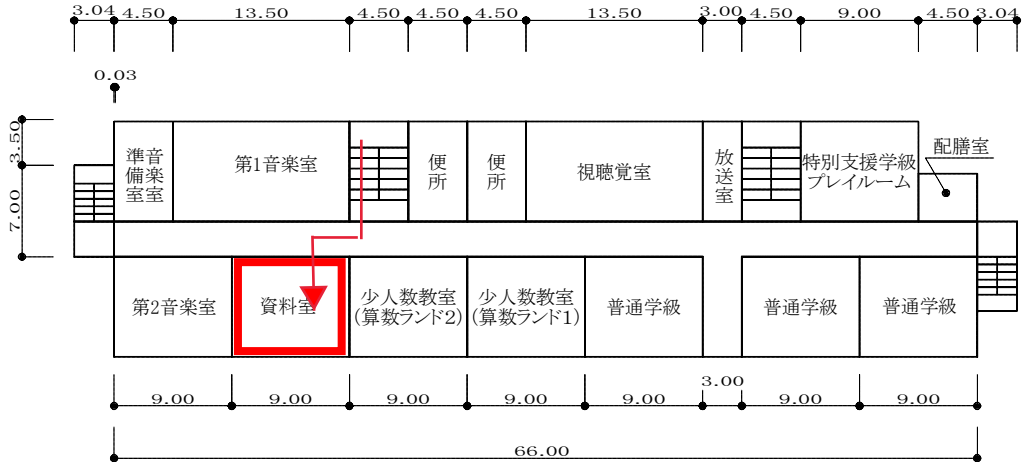 3.04 4.50 13.50 4.50 4.50 4.50 13.50 3.00 4.50 9.00 4.50 3.04
0.03
3.50
7.00
準備室
音楽室
第1音楽室
便所
便所
視聴覚室
放送室
特別支援学級
プレイルーム
配膳室
第2音楽室
資料室
少人数教室
(算数ランド2)
少人数教室
(算数ランド1)
普通学級
普通学級
普通学級
9.00 9.00 9.00 9.00 9.00 3.00 9.00 9.00
66.00